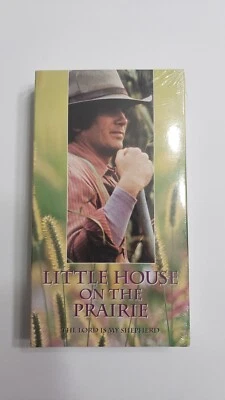 LITTLE HOUSE
ON THE
PRAIRIE
THE LORD IS MY SHEPHERD